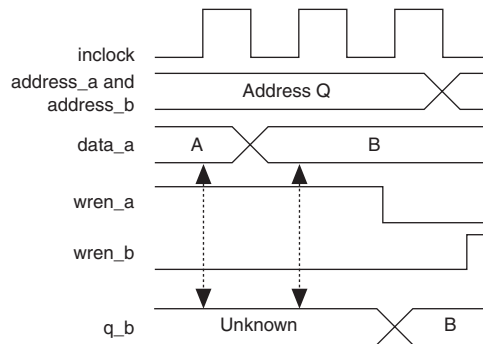 inclock
address_a and
address_b
Address Q
data_a
A
B
wren_a
wren_b
q_b
Unknown
B